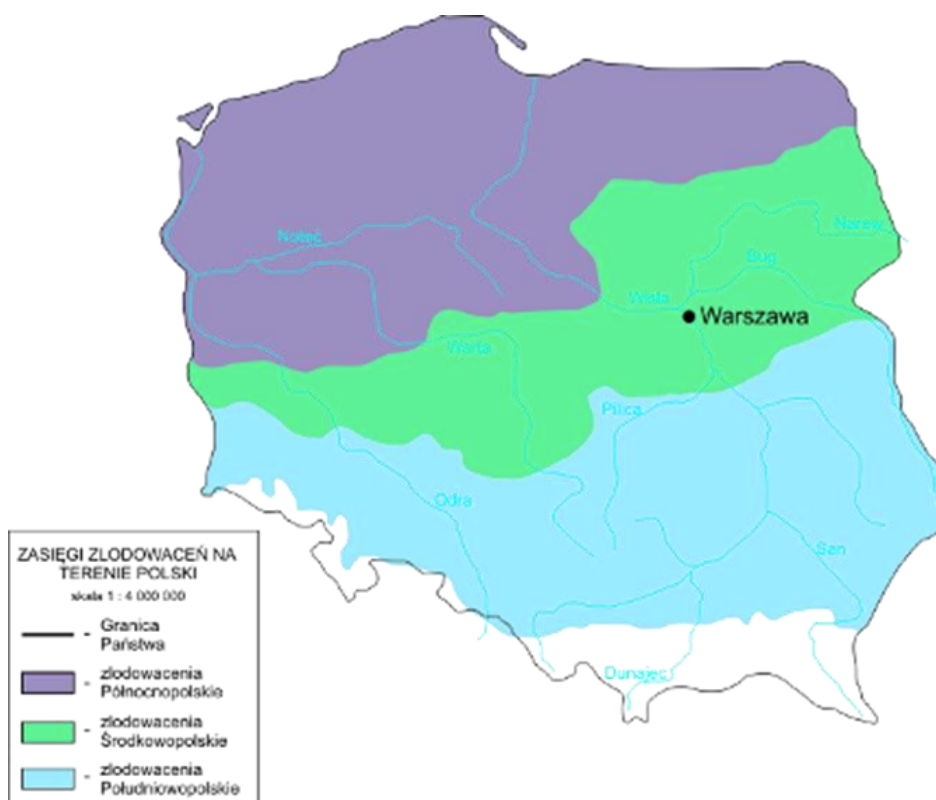 Noteć
Narew
Bug
Wisła
Warszawa
Warta
Pilica
Odra
San
Dunajec
ZASIĘGI ZLODOWACEŃ NA
TERENIE POLSKI
skala 1 : 4 000 000
- Granica
Państwa
- zlodowacenia
Północnopolskie
- zlodowacenia
Środkowopolskie
- zlodowacenia
Południowopolskie